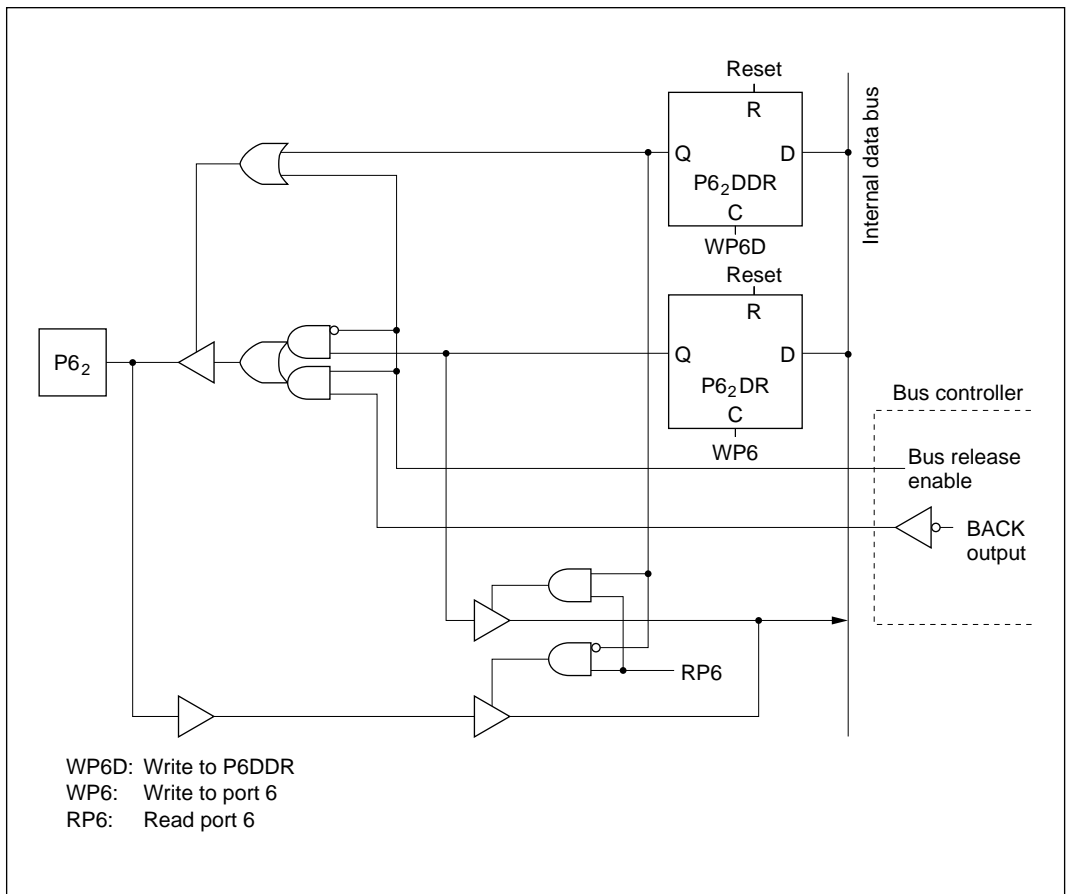 Reset
R
Q
D
P6₂DDR
C
WP6D
Internal data bus
Reset
R
P6₂
Q
D
P6₂DR
C
WP6
Bus controller
Bus release
enable
BACK
output
RP6
WP6D: Write to P6DDR
WP6: Write to port 6
RP6: Read port 6